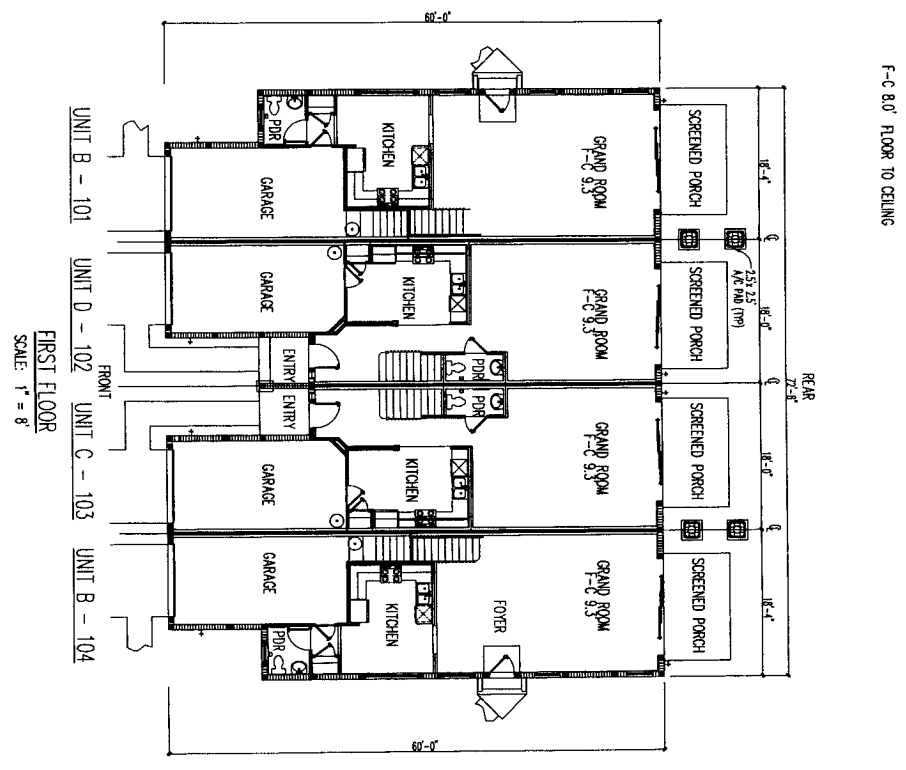 60'-0"
F-C 8.0' FLOOR TO CEILING
REAR
72'-8"
18'-4"
18'-0"
18'-0"
18'-4"
SCREENED PORCH
SCREENED PORCH
SCREENED PORCH
SCREENED PORCH
2.5'x 2.5'
A/C PAD (TYP)
GRAND ROOM
F-C 9.3
GRAND ROOM
F-C 9.3
GRAND ROOM
F-C 9.3
GRAND ROOM
F-C 9.3
FOYER
KITCHEN
KITCHEN
KITCHEN
KITCHEN
PDR
PDR
PDR
PDR
ENTRY
ENTRY
GARAGE
GARAGE
GARAGE
GARAGE
FRONT
UNIT B - 101
UNIT D - 102
UNIT C - 103
UNIT B - 104
FIRST FLOOR
SCALE: 1" = 8'
60'-0"